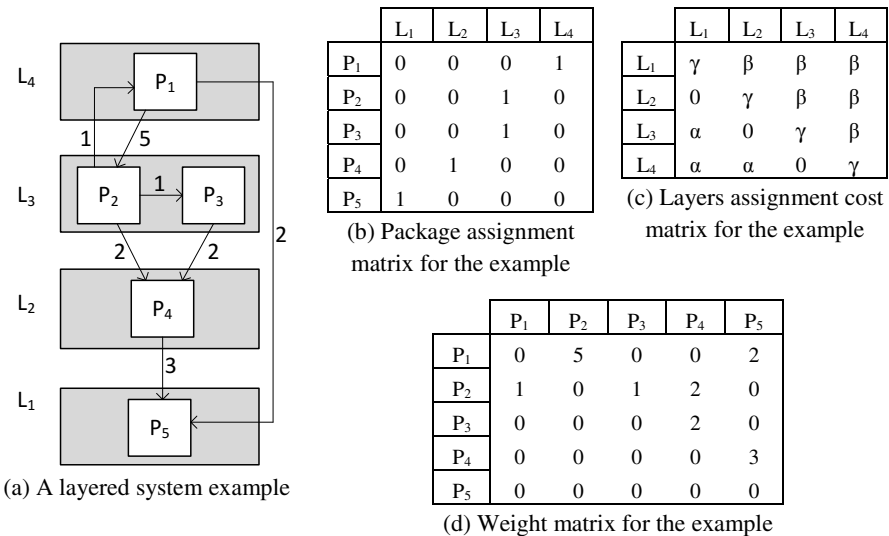 L4
P1
1
5
L3
P2
1
P3
2
2
2
L2
P4
3
L1
P5
(a) A layered system example
L1 L2 L3 L4
P1 0 0 0 1
P2 0 0 1 0
P3 0 0 1 0
P4 0 1 0 0
P5 1 0 0 0
(b) Package assignment
matrix for the example
L1 L2 L3 L4
L1 γ β β β
L2 0 γ β β
L3 α 0 γ β
L4 α α 0 γ
(c) Layers assignment cost
matrix for the example
P1 P2 P3 P4 P5
P1 0 5 0 0 2
P2 1 0 1 2 0
P3 0 0 0 2 0
P4 0 0 0 0 3
P5 0 0 0 0 0
(d) Weight matrix for the example